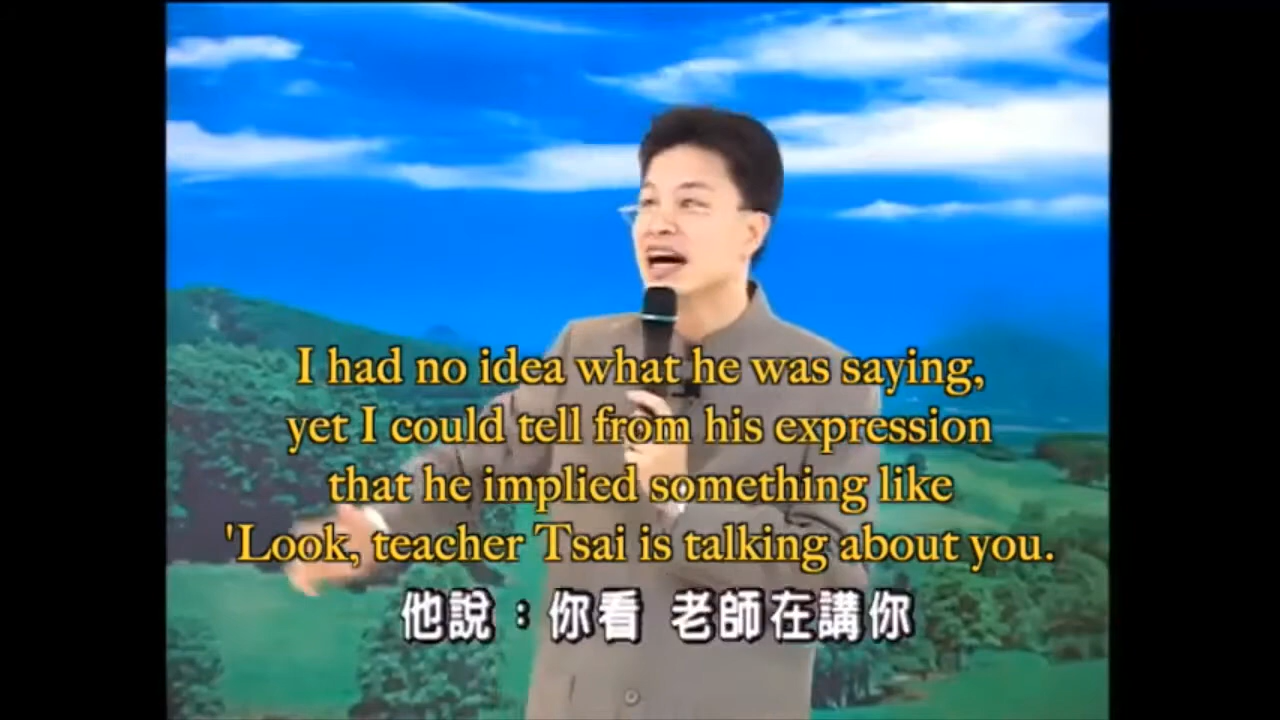 I had no idea what he was saying,
yet I could tell from his expression
that he implied something like
'Look, teacher Tsai is talking about you.
他說：你看 老師在講你